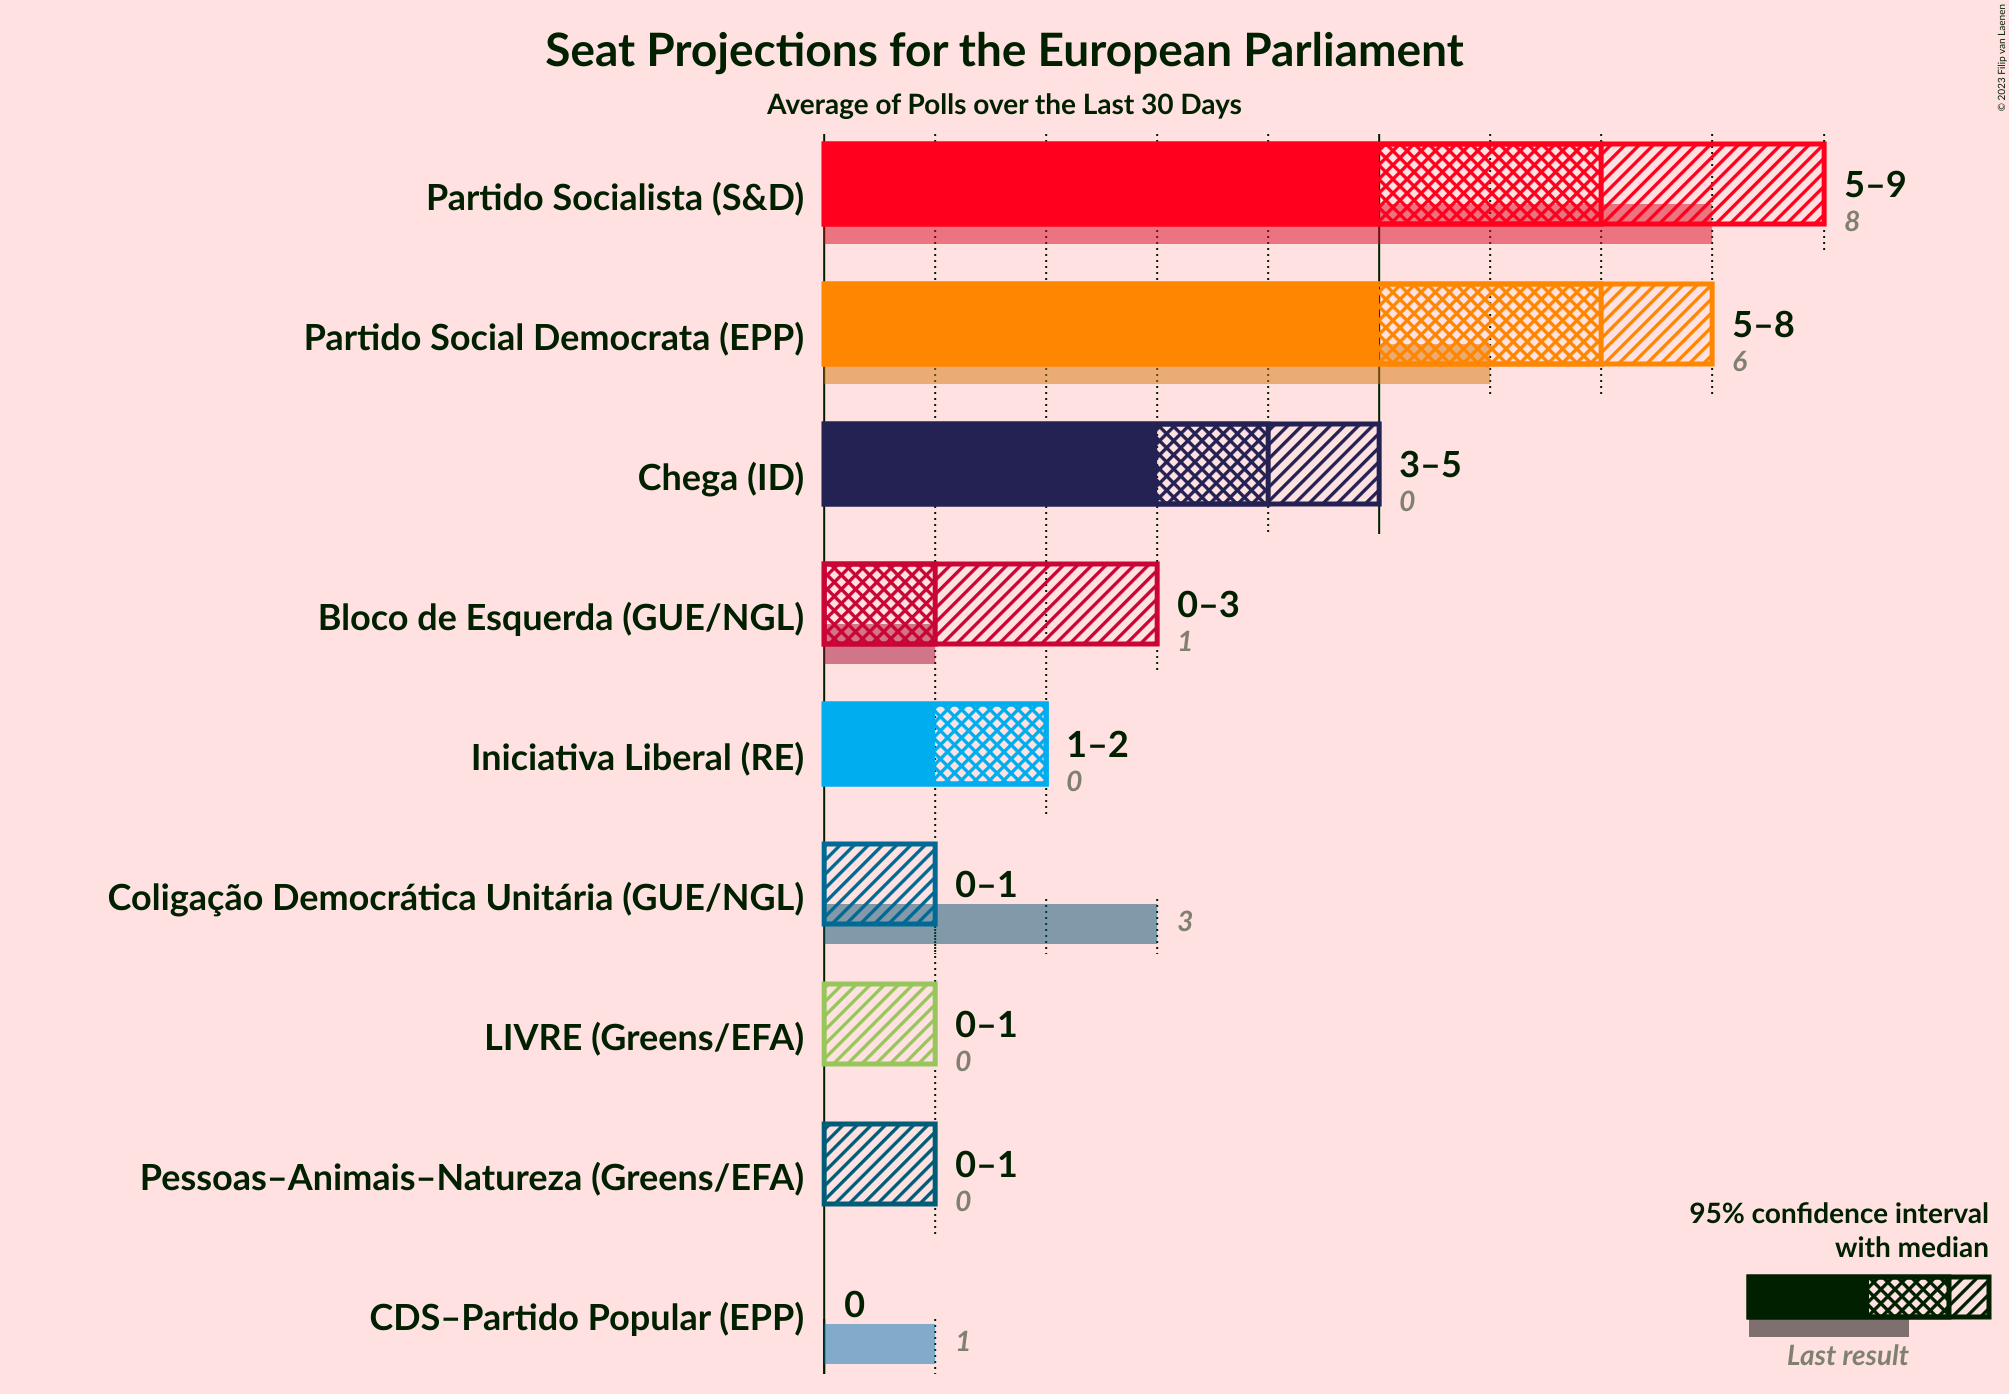 Seat Projections for the European Parliament
Average of Polls over the Last 30 Days
© 2023 Filip van Laenen
Partido Socialista (S&D)
5–9
8
Partido Social Democrata (EPP)
5–8
6
Chega (ID)
3–5
0
Bloco de Esquerda (GUE/NGL)
0–3
1
Iniciativa Liberal (RE)
1–2
0
Coligação Democrática Unitária (GUE/NGL)
0–1
3
LIVRE (Greens/EFA)
0–1
0
Pessoas–Animais–Natureza (Greens/EFA)
0–1
0
CDS–Partido Popular (EPP)
0
1
95% confidence interval
with median
Last result